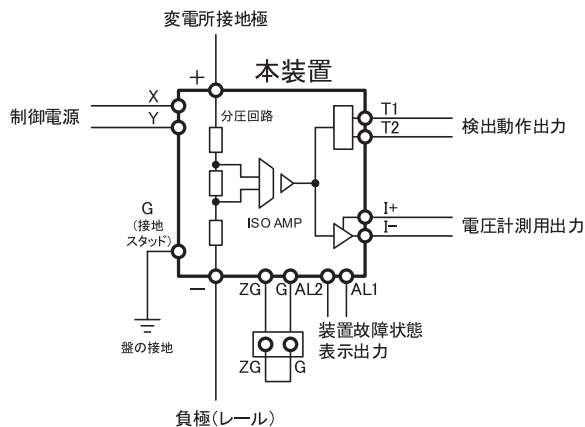 変電所接地極
+
本装置
X
Y
制御電源
分圧回路
T1
T2
検出動作出力
G
(接地
スタッド)
ISO AMP
I+
I−
電圧計測用出力
−
ZG
G
AL2
AL1
盤の接地
装置故障状態
表示出力
ZG
G
負極(レール)